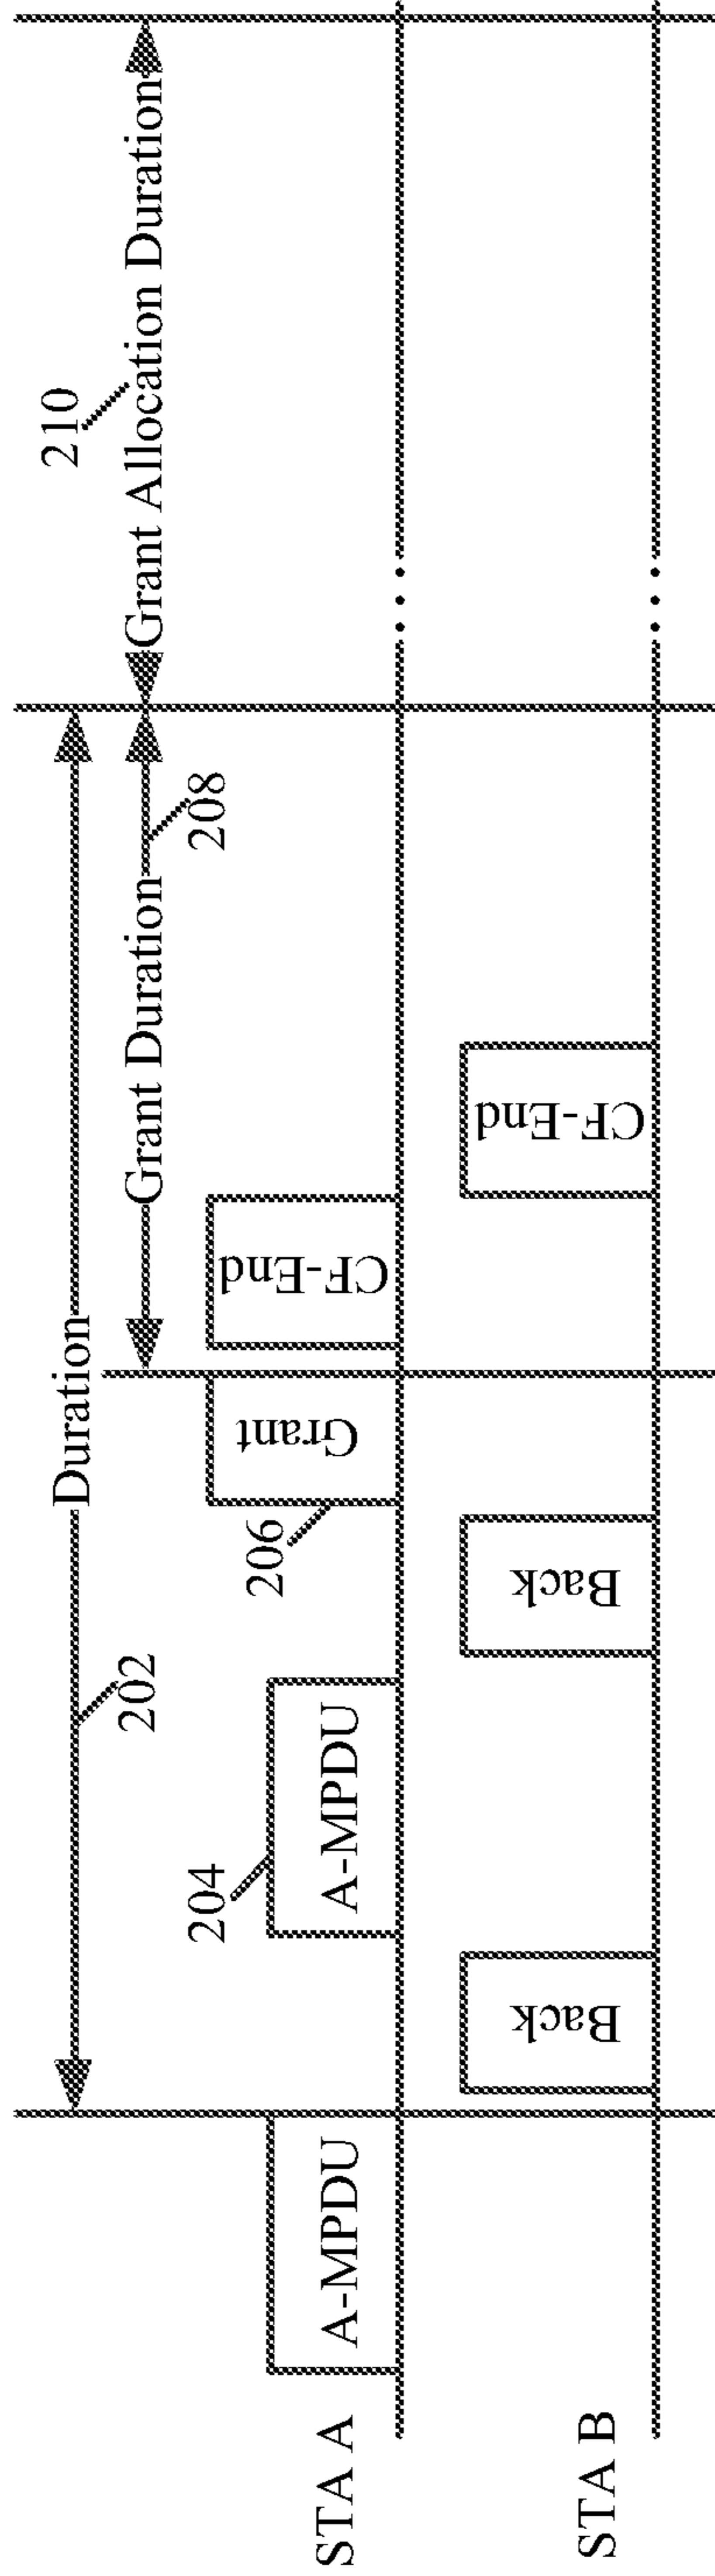 Duration
202
Grant Duration
208
Grant Allocation Duration
210
STA A
A-MPDU
204
A-MPDU
206
Grant
CF-End
STA B
Back
Back
CF-End